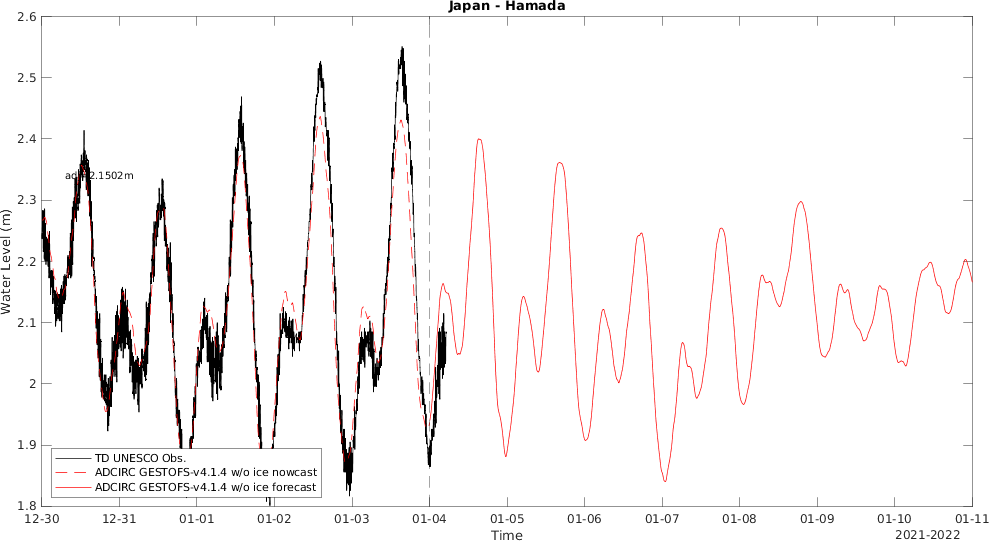 Japan - Hamada
2.6
2.5
2.4
2.3
2.2
2.1
2
1.9
1.8
Water Level (m)
2.1502m
TD UNESCO Obs.
ADCIRC GESTOFS-v4.1.4 w/o ice nowcast
ADCIRC GESTOFS-v4.1.4 w/o ice forecast
12-30 12-31 01-01 01-02 01-03 01-04 01-05 01-06 01-07 01-08 01-09 01-10 01-11
Time
2021-2022